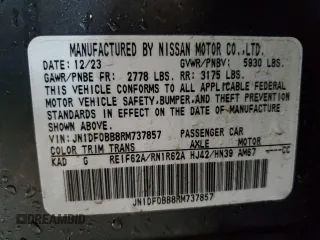 MANUFACTURED BY NISSAN MOTOR CO.,LTD.
DATE: 12/23 GVWR/PNBV: 5930 LBS.
GAWR/PNBE FR: 2778 LBS. RR: 3175 LBS.
THIS VEHICLE CONFORMS TO ALL APPLICABLE FEDERAL
MOTOR VEHICLE SAFETY,BUMPER,AND THEFT PREVENTION
STANDARDS IN EFFECT ON THE DATE OF MANUFACTURE
SHOWN ABOVE.
VIN: JN1DF0BB8RM737857 PASSENGER CAR
COLOR TRIM TRANS AXLE MOTOR
KAD G RE1F62A/RN1R62A HJ42/HN39 AM67 CC
JN1DF0BB8RM737857
© DIAMOBID